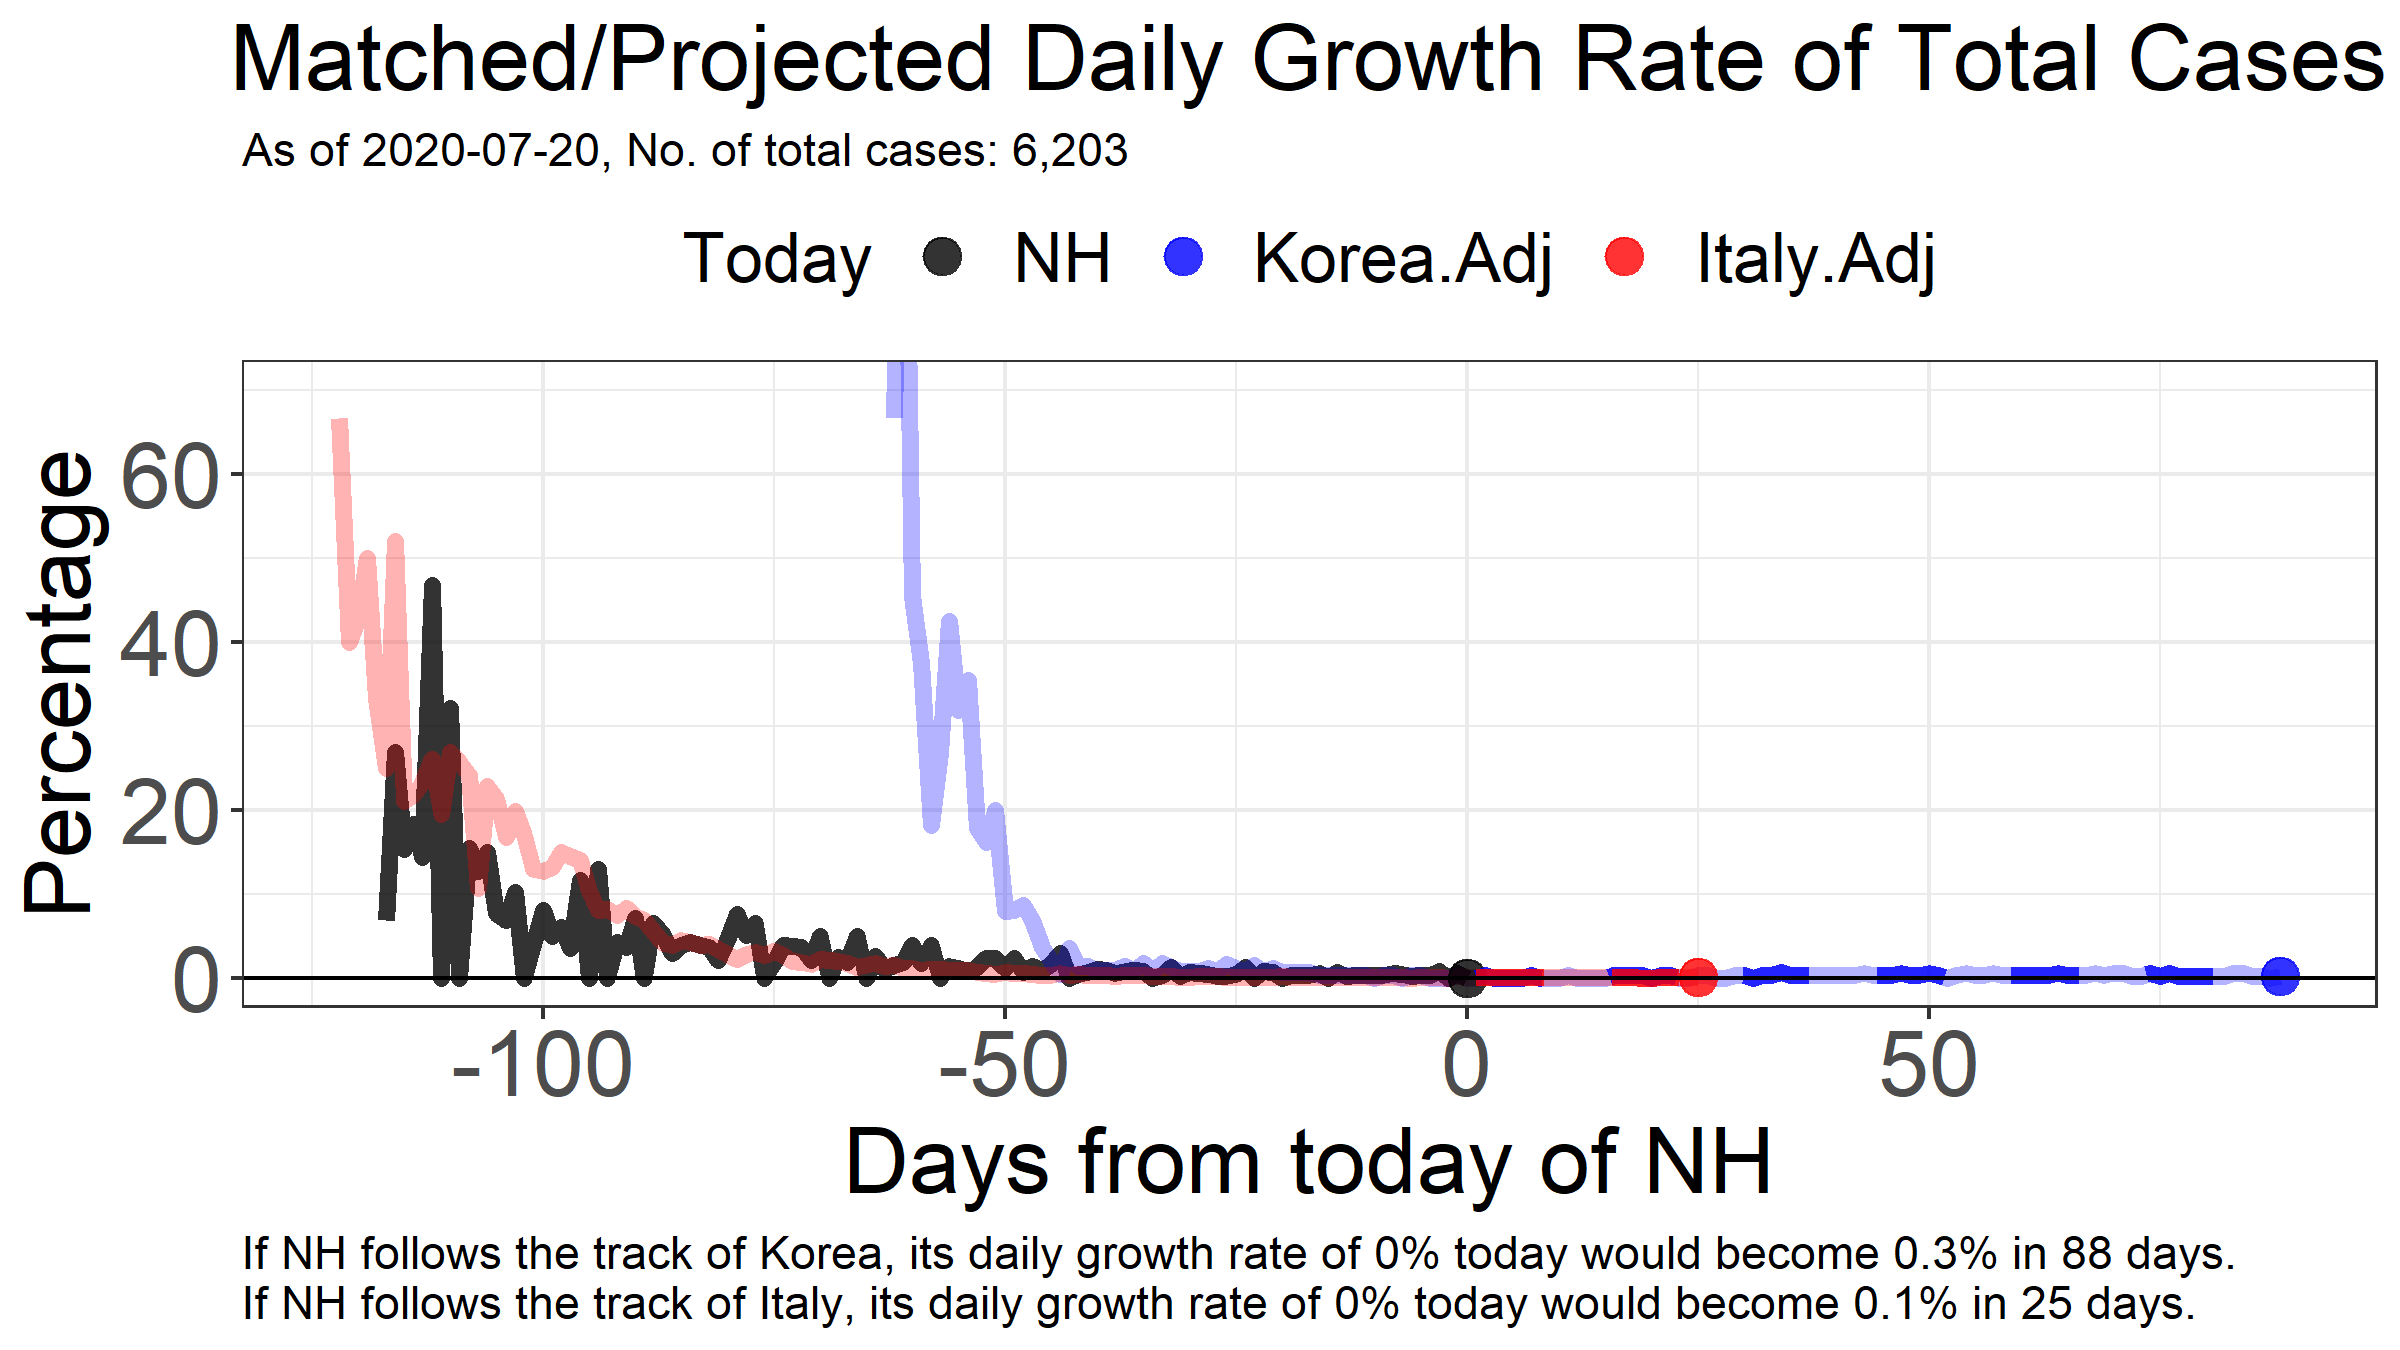 Matched/Projected Daily Growth Rate of Total Cases
As of 2020-07-20, No. of total cases: 6,203
Today NH Korea.Adj Italy.Adj
Percentage
60
40
20
0
-100 -50 0 50
Days from today of NH
If NH follows the track of Korea, its daily growth rate of 0% today would become 0.3% in 88 days.
If NH follows the track of Italy, its daily growth rate of 0% today would become 0.1% in 25 days.